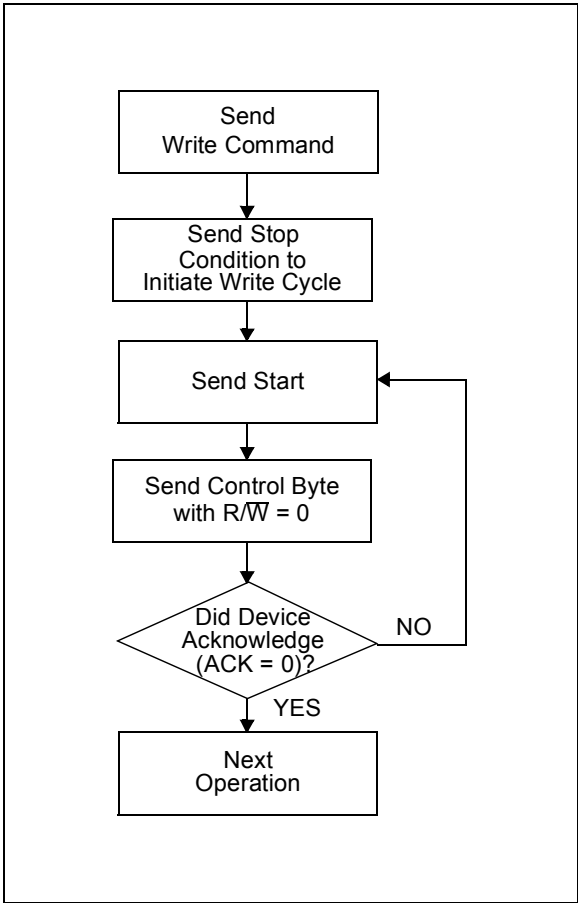 Send
Write Command
Send Stop
Condition to
Initiate Write Cycle
Send Start
Send Control Byte
with R/W̅ = 0
Did Device
Acknowledge
(ACK = 0)?
NO
YES
Next
Operation